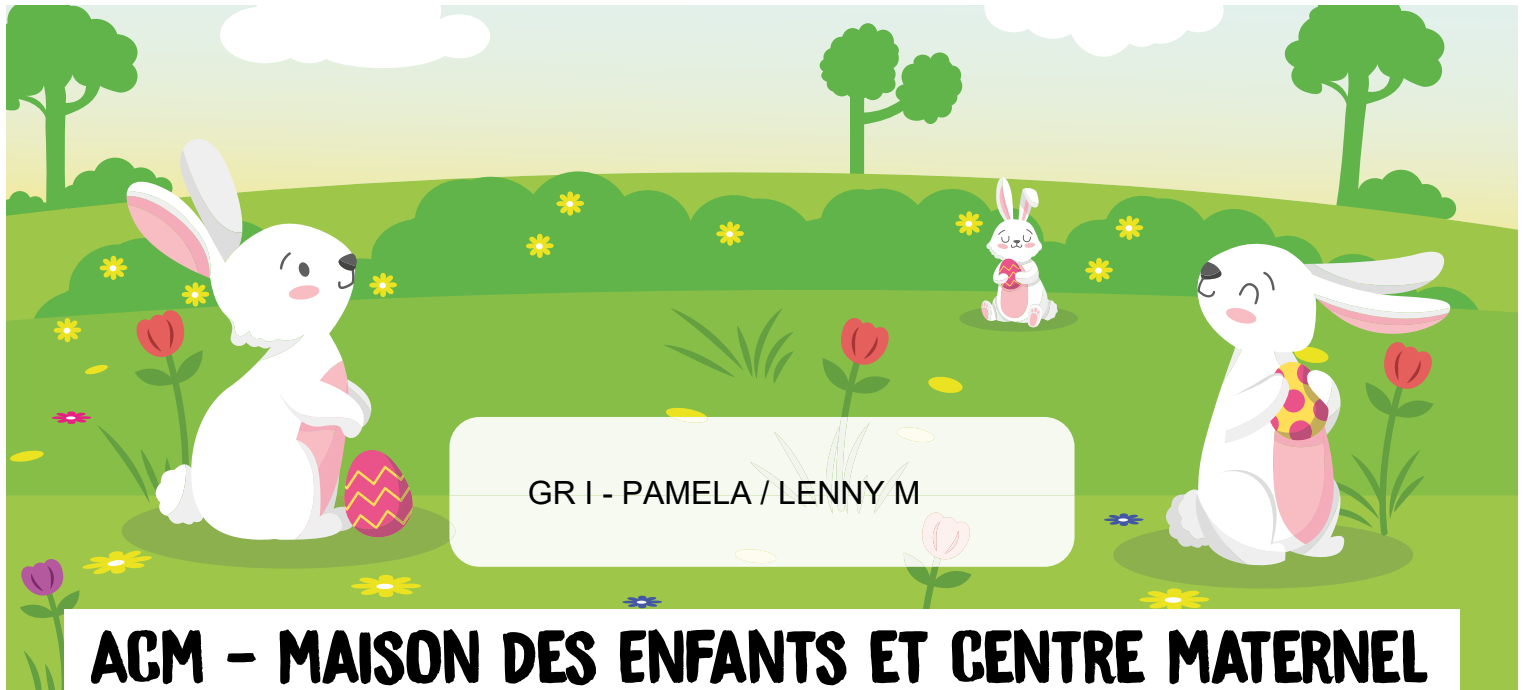 GR I - PAMELA / LENNY M
ACM - MAISON DES ENFANTS ET CENTRE MATERNEL